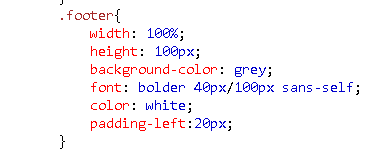 }
.footer{
width: 100%;
height: 100px;
background-color: grey;
font: bolder 40px/100px sans-self;
color: white;
padding-left:20px;
}